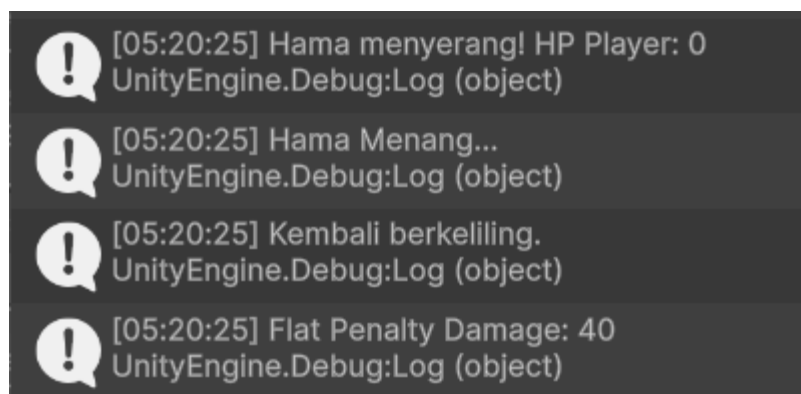 [05:20:25] Hama menyerang! HP Player: 0
UnityEngine.Debug:Log (object)
[05:20:25] Hama Menang...
UnityEngine.Debug:Log (object)
[05:20:25] Kembali berkeliling.
UnityEngine.Debug:Log (object)
[05:20:25] Flat Penalty Damage: 40
UnityEngine.Debug:Log (object)